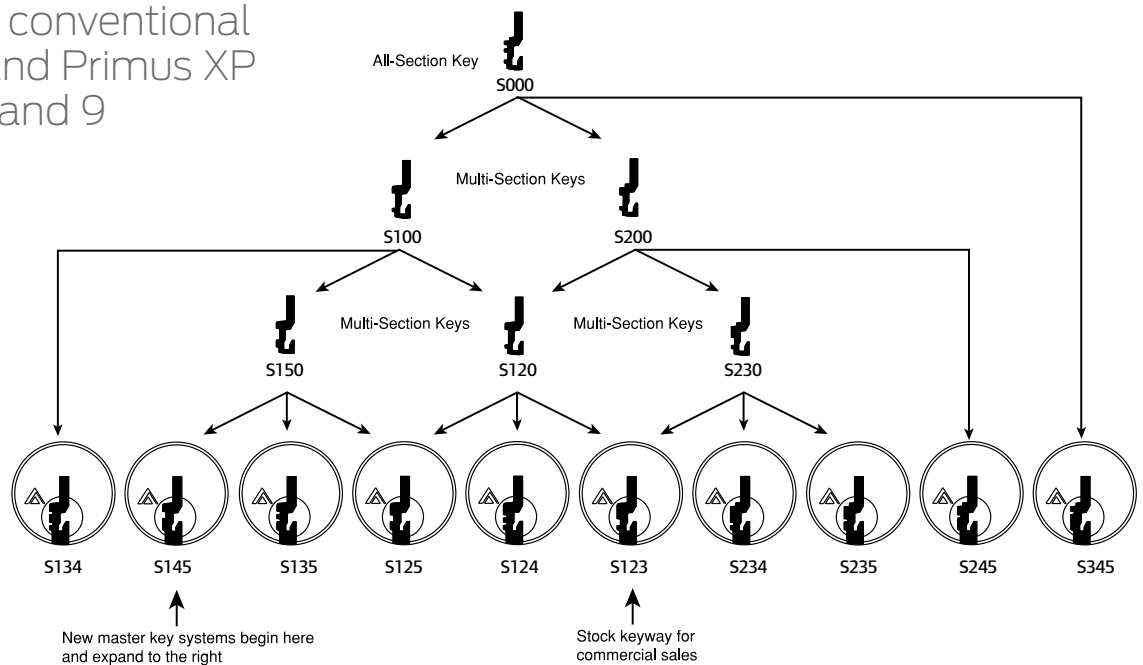 conventional
and Primus XP
and 9
All-Section Key
S000
Multi-Section Keys
S100
S200
Multi-Section Keys
Multi-Section Keys
S150
S120
S230
S134
S145
S135
S125
S124
S123
S234
S235
S245
S345
New master key systems begin here
and expand to the right
Stock keyway for
commercial sales